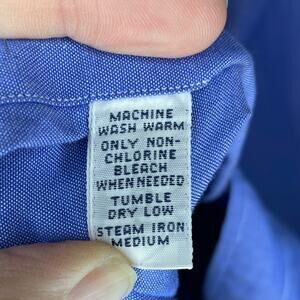 MACHINE
WASH WARM
ONLY NON-
CHLORINE
BLEACH
WHEN NEEDED
TUMBLE
DRY LOW
STEAM IRON
MEDIUM